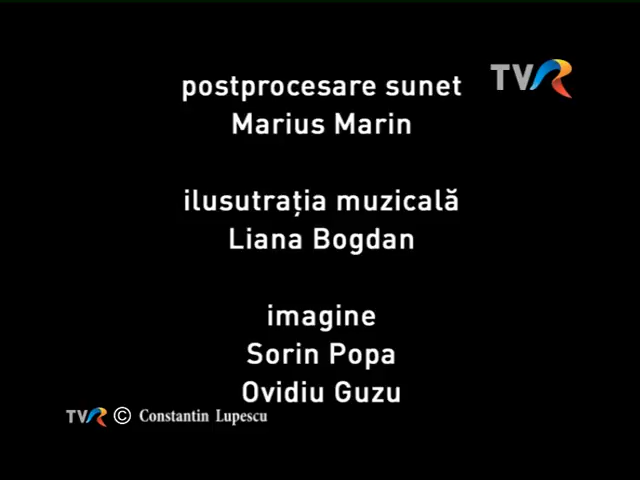 postprocesare sunet
TVR
Marius Marin
ilusutrația muzicală
Liana Bogdan
imagine
Sorin Popa
Ovidiu Guzu
TVR © Constantin Lupescu